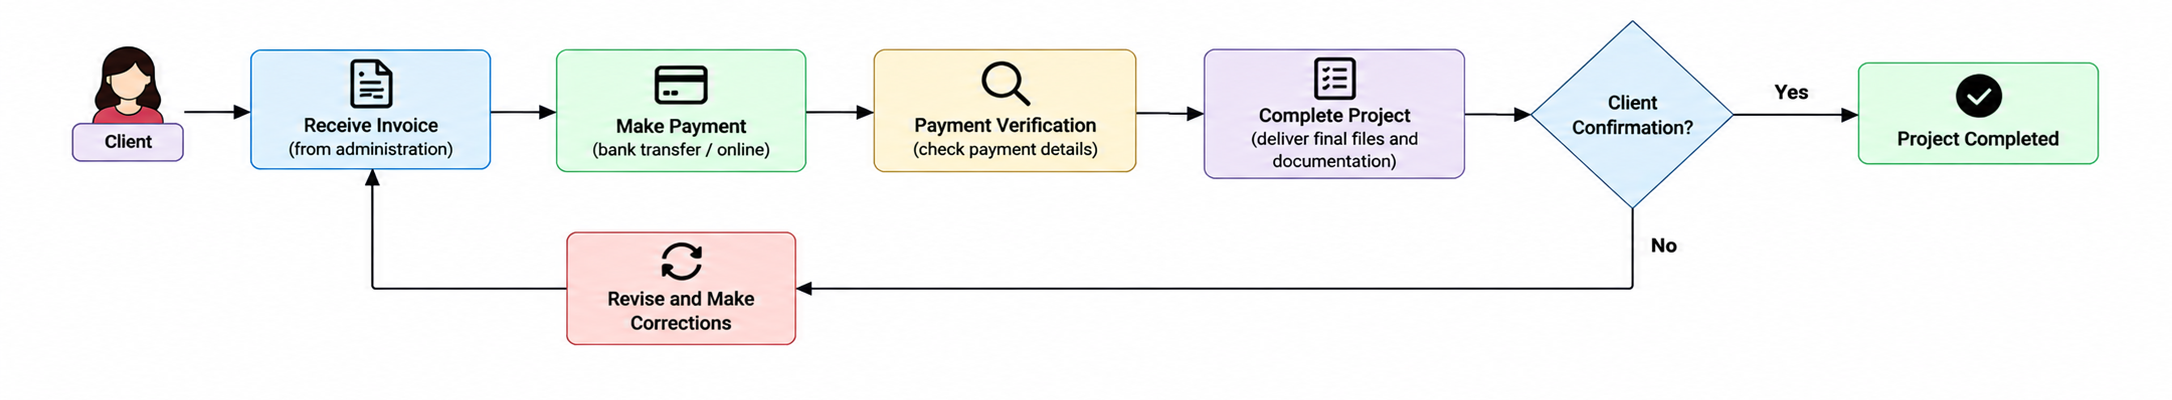 Client
Receive Invoice
(from administration)
Make Payment
(bank transfer / online)
Payment Verification
(check payment details)
Complete Project
(deliver final files and
documentation)
Client
Confirmation?
Yes
Project Completed
No
Revise and Make
Corrections